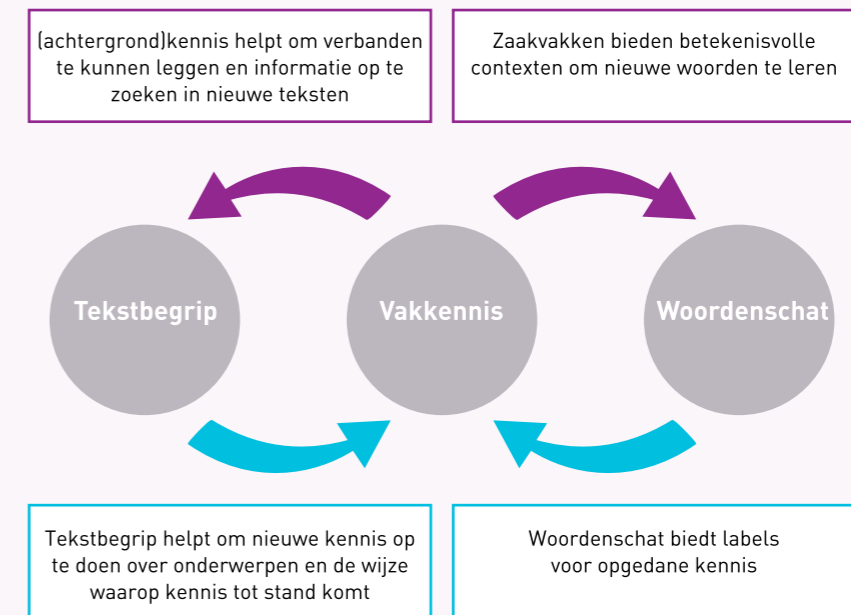 (achtergrond)kennis helpt om verbanden
te kunnen leggen en informatie op te
zoeken in nieuwe teksten
Zaakvakken bieden betekenisvolle
contexten om nieuwe woorden te leren
Tekstbegrip
Vakkennis
Woordenschat
Tekstbegrip helpt om nieuwe kennis op
te doen over onderwerpen en de wijze
waarop kennis tot stand komt
Woordenschat biedt labels
voor opgedane kennis